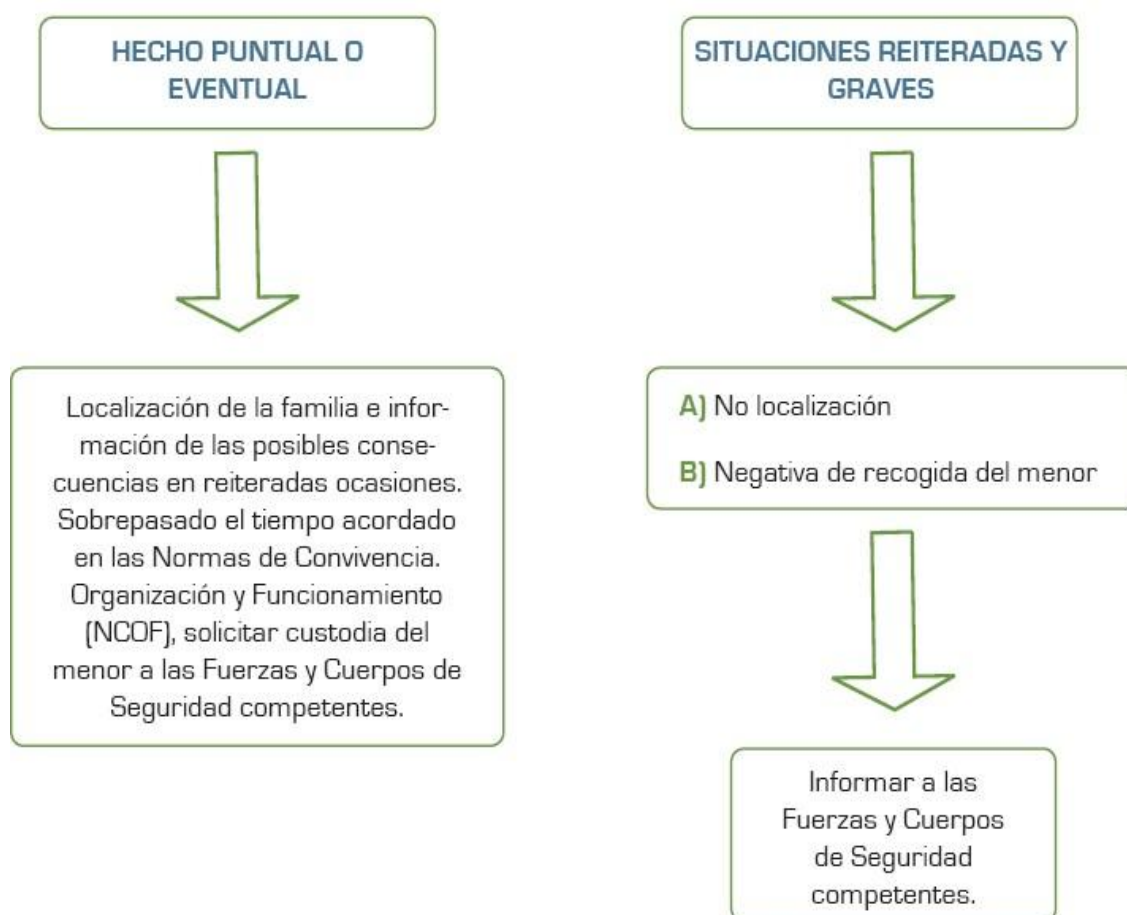 HECHO PUNTUAL O
EVENTUAL
Localización de la familia e infor-
mación de las posibles conse-
cuencias en reiteradas ocasiones.
Sobrepasado el tiempo acordado
en las Normas de Convivencia.
Organización y Funcionamiento
(NCOF), solicitar custodia del
menor a las Fuerzas y Cuerpos de
Seguridad competentes.
SITUACIONES REITERADAS Y
GRAVES
A) No localización
B) Negativa de recogida del menor
Informar a las
Fuerzas y Cuerpos
de Seguridad
competentes.